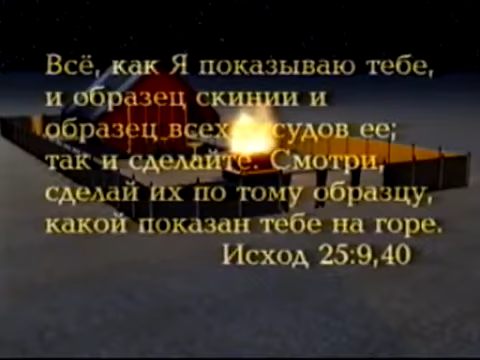 Всё, как Я показываю тебе,
и образец скинии и
образец всех сосудов ее;
так и сделайте. Смотри,
сделай их по тому образцу,
какой показан тебе на горе.
Исход 25:9,40